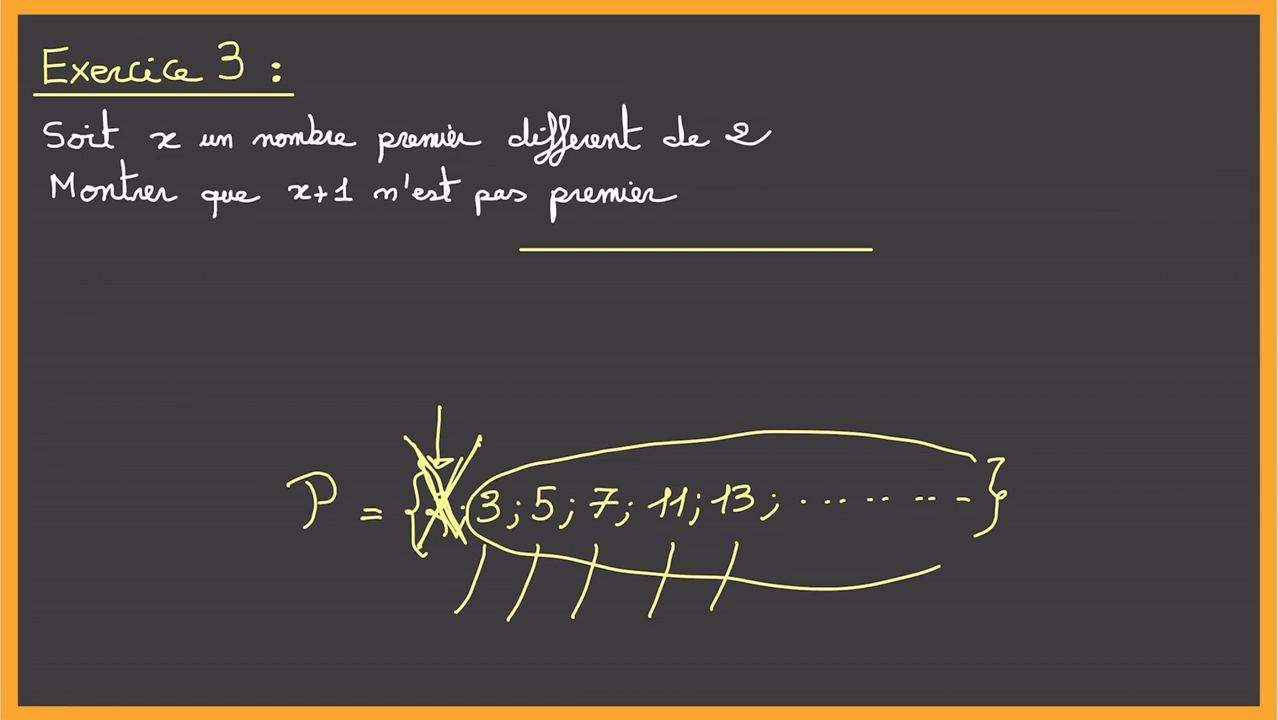 Exercice 3 :
Soit x un nombre premier différent de 2
Montrer que x+1 n'est pas premier
P = { ; 3 ; 5 ; 7 ; 11 ; 13 ; ......... }